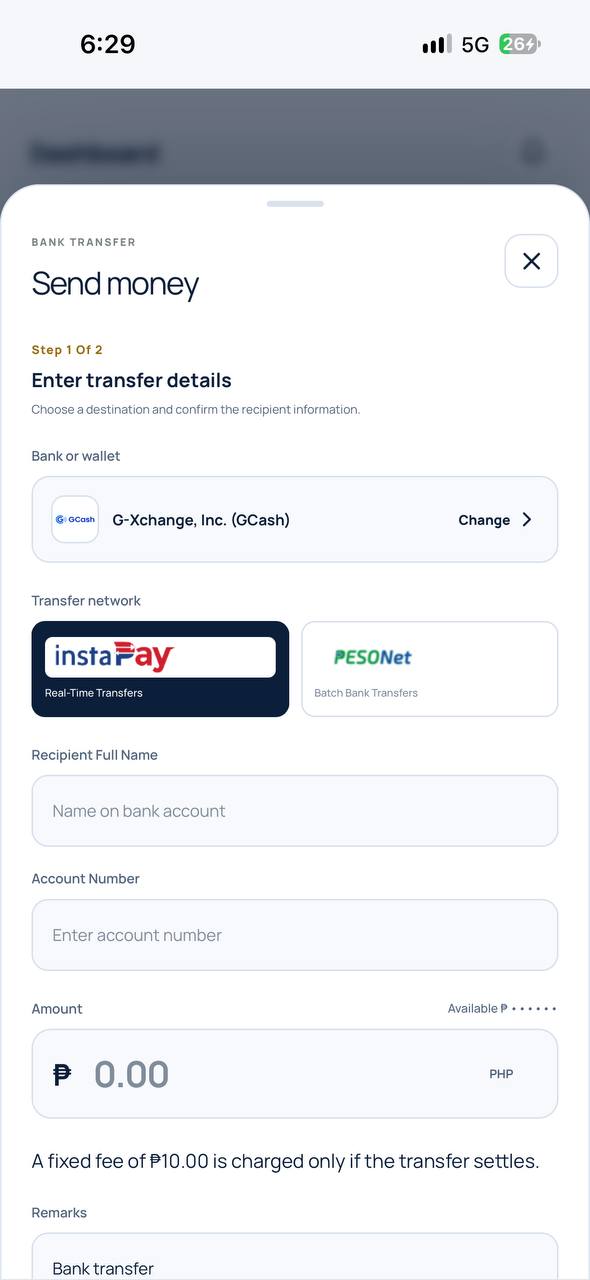 6:29
5G
26
Dashboard
BANK TRANSFER
Send money
Step 1 Of 2
Enter transfer details
Choose a destination and confirm the recipient information.
Bank or wallet
GCash
G-Xchange, Inc. (GCash)
Change
Transfer network
instaPay
Real-Time Transfers
PESONet
Batch Bank Transfers
Recipient Full Name
Name on bank account
Account Number
Enter account number
Amount
Available ₱ • • • • • •
₱ 0.00
PHP
A fixed fee of ₱10.00 is charged only if the transfer settles.
Remarks
Bank transfer